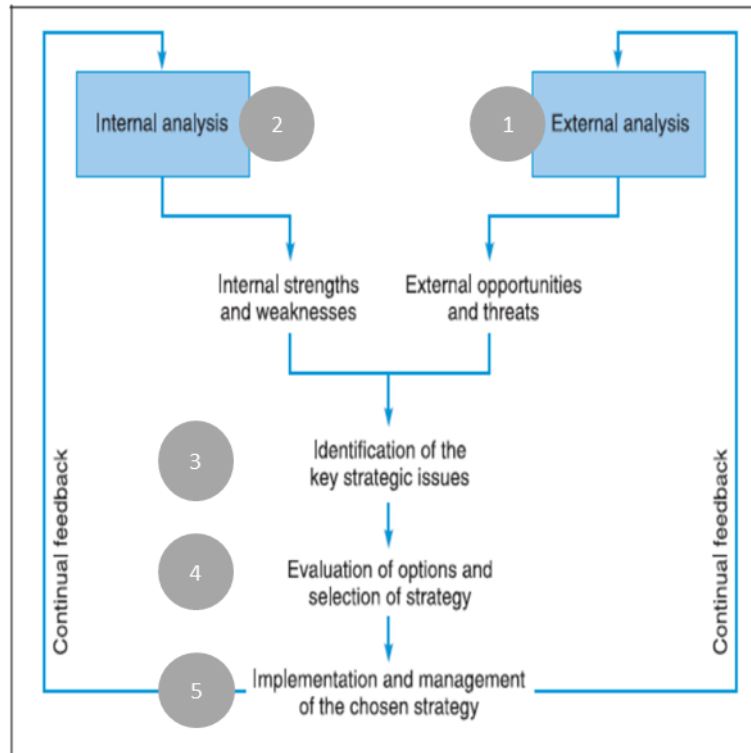 Internal analysis
2
1
External analysis
Internal strengths
and weaknesses
External opportunities
and threats
3
Identification of the
key strategic issues
4
Evaluation of options and
selection of strategy
5
Implementation and management
of the chosen strategy
Continual feedback
Continual feedback